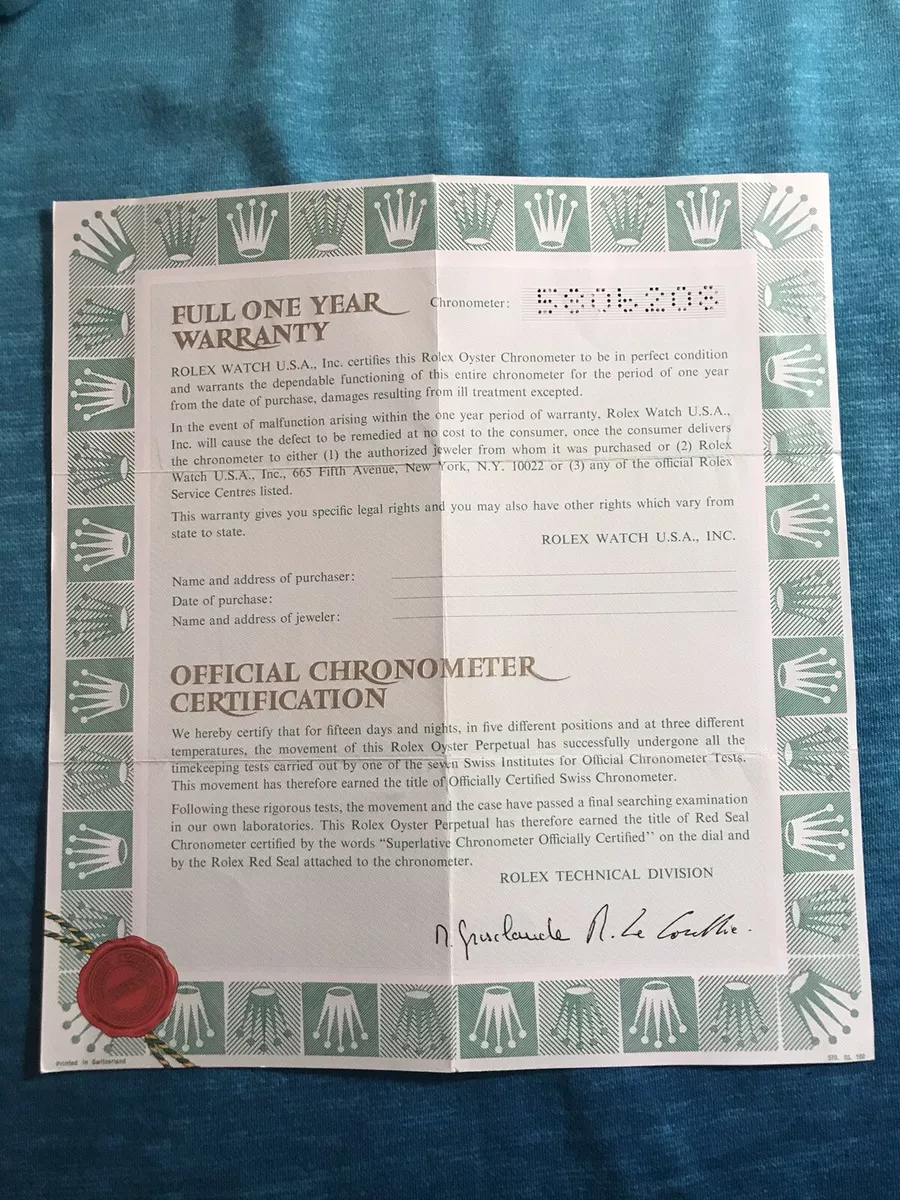 FULL ONE YEAR
WARRANTY
Chronometer: 5806208
ROLEX WATCH U.S.A., Inc. certifies this Rolex Oyster Chronometer to be in perfect condition
and warrants the dependable functioning of this entire chronometer for the period of one year
from the date of purchase, damages resulting from ill treatment excepted.
In the event of malfunction arising within the one year period of warranty, Rolex Watch U.S.A.,
Inc. will cause the defect to be remedied at no cost to the consumer, once the consumer delivers
the chronometer to either (1) the authorized jeweler from whom it was purchased or (2) Rolex
Watch U.S.A., Inc., 665 Fifth Avenue, New York, N.Y. 10022 or (3) any of the official Rolex
Service Centres listed.
This warranty gives you specific legal rights and you may also have other rights which vary from
state to state.
ROLEX WATCH U.S.A., INC.
Name and address of purchaser:
Date of purchase:
Name and address of jeweler:
OFFICIAL CHRONOMETER
CERTIFICATION
We hereby certify that for fifteen days and nights, in five different positions and at three different
temperatures, the movement of this Rolex Oyster Perpetual has successfully undergone all the
timekeeping tests carried out by one of the seven Swiss Institutes for Official Chronometer Tests.
This movement has therefore earned the title of Officially Certified Swiss Chronometer.
Following these rigorous tests, the movement and the case have passed a final searching examination
in our own laboratories. This Rolex Oyster Perpetual has therefore earned the title of Red Seal
Chronometer certified by the words “Superlative Chronometer Officially Certified” on the dial and
by the Rolex Red Seal attached to the chronometer.
ROLEX TECHNICAL DIVISION
Printed in Switzerland